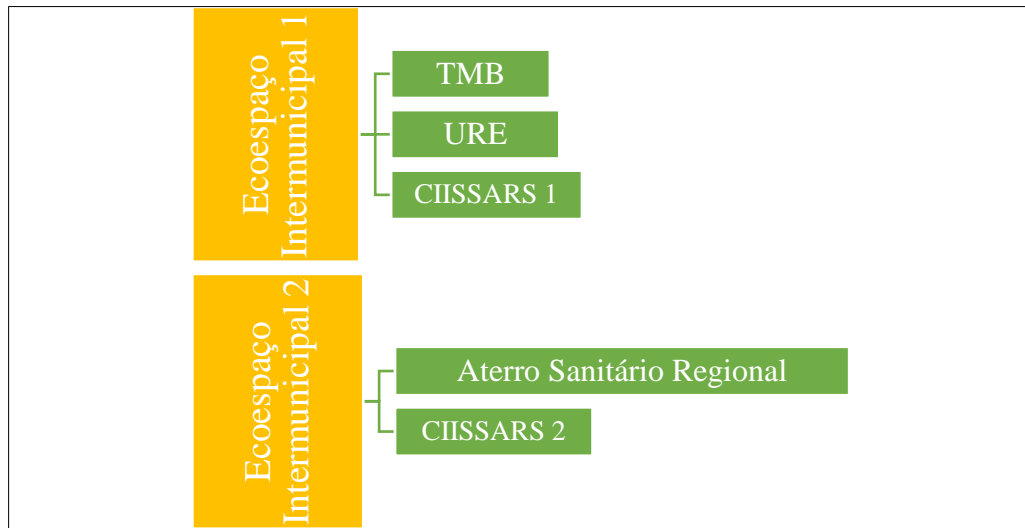 Ecoespaço
Intermunicipal 1
TMB
URE
CIISSARS 1
Ecoespaço
Intermunicipal 2
Aterro Sanitário Regional
CIISSARS 2